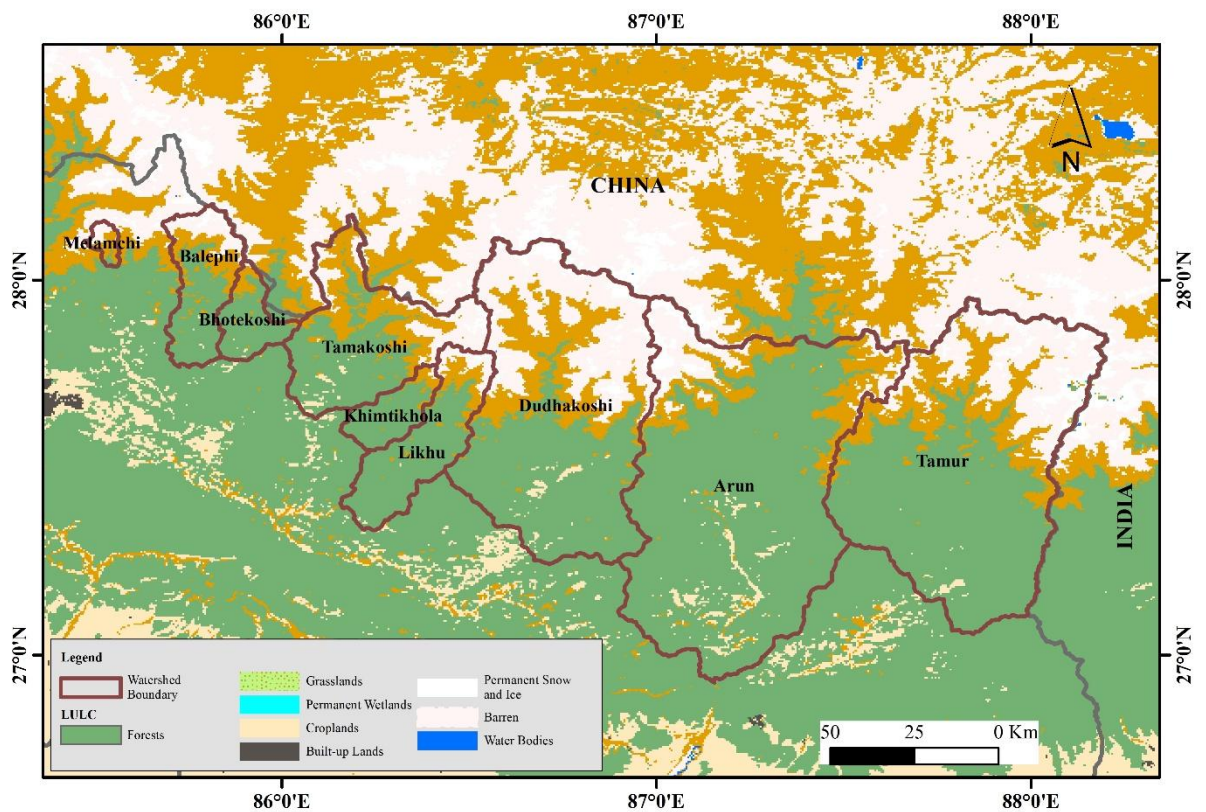 86°0'E
87°0'E
88°0'E
28°0'N
27°0'N
28°0'N
27°0'N
CHINA
N
Melamchi
Balephi
Bhotekoshi
Tamakoshi
Khimtikhola
Likhu
Dudhakoshi
Arun
Tamur
INDIA
Legend
Watershed
Boundary
LULC
Forests
Grasslands
Permanent Wetlands
Croplands
Built-up Lands
Permanent Snow
and Ice
Barren
Water Bodies
50 25 0 Km
86°0'E
87°0'E
88°0'E